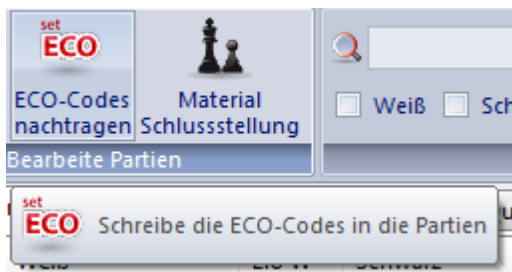 set
ECO
ECO-Codes
nachtragen
Material
Schlussstellung
Weiß
Sch
Bearbeite Partien
set
ECO
Schreibe die ECO-Codes in die Partien